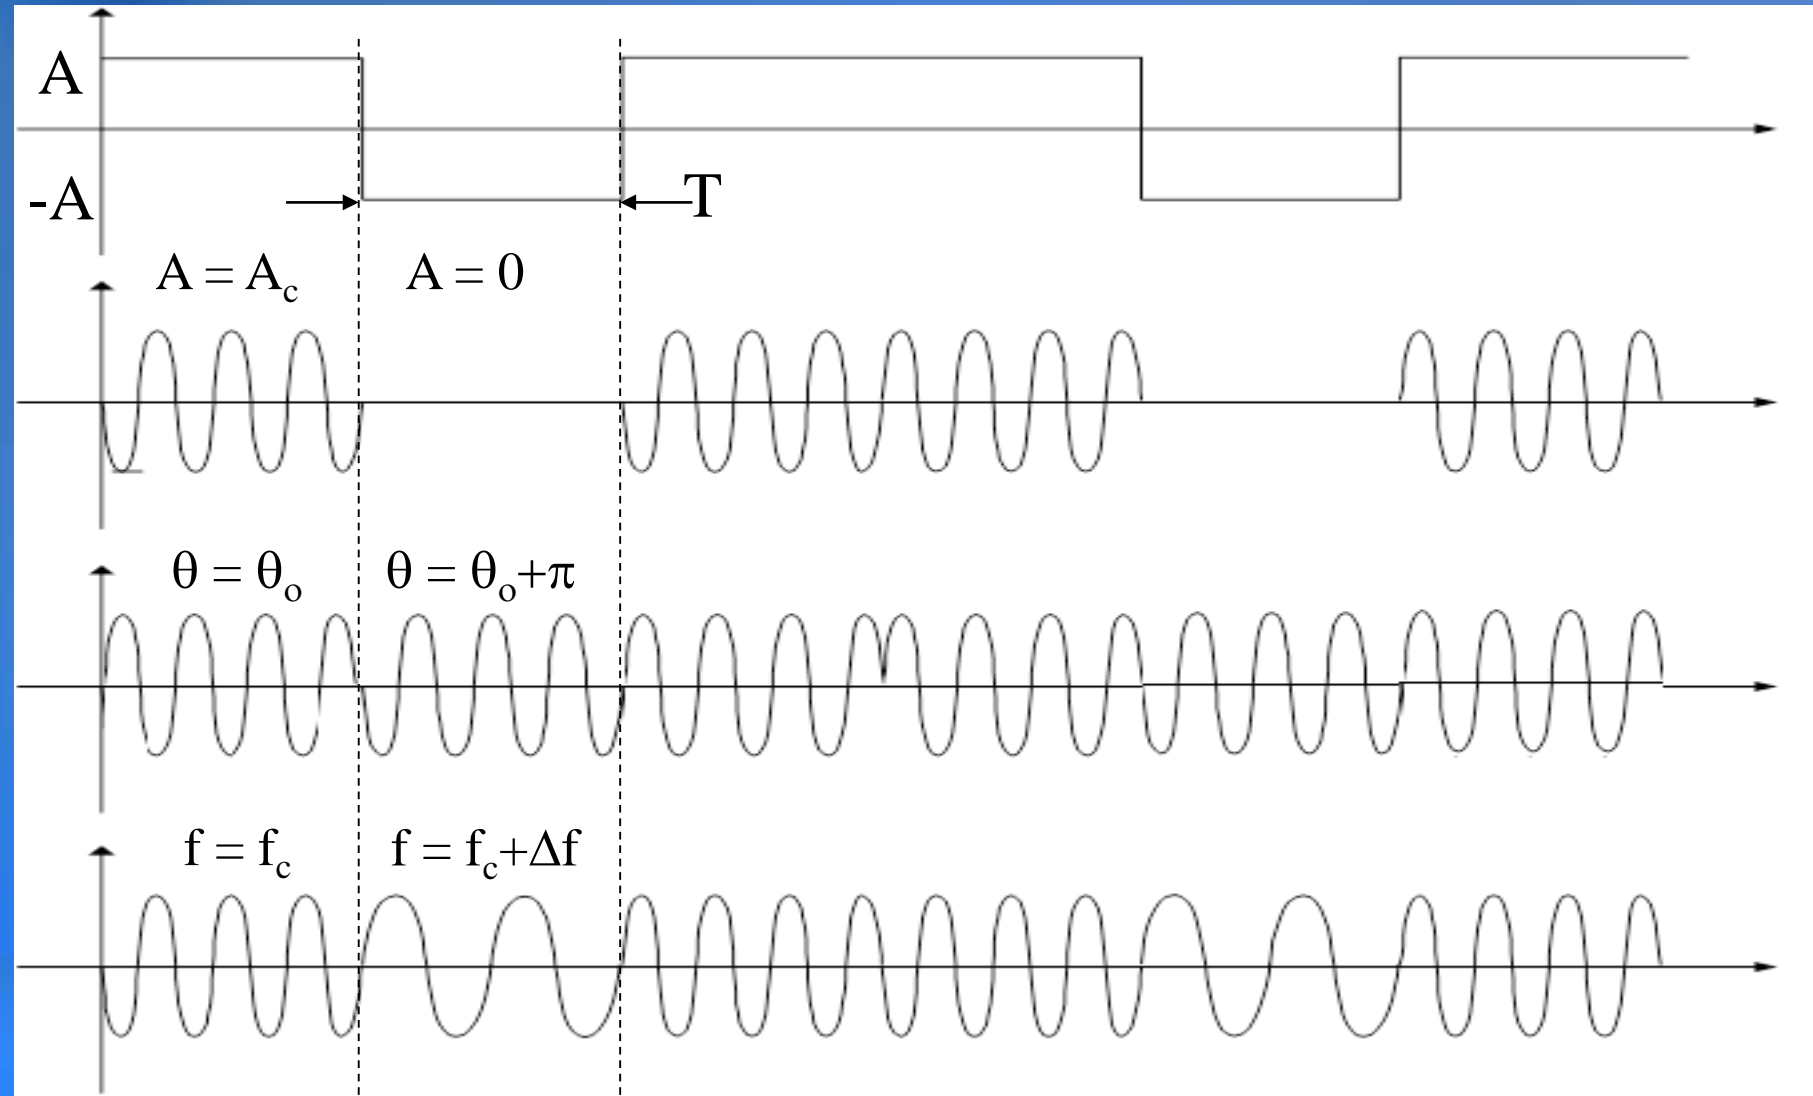 A
-A
T
A = A_c
A = 0
θ = θ_o
θ = θ_o+π
f = f_c
f = f_c+Δf